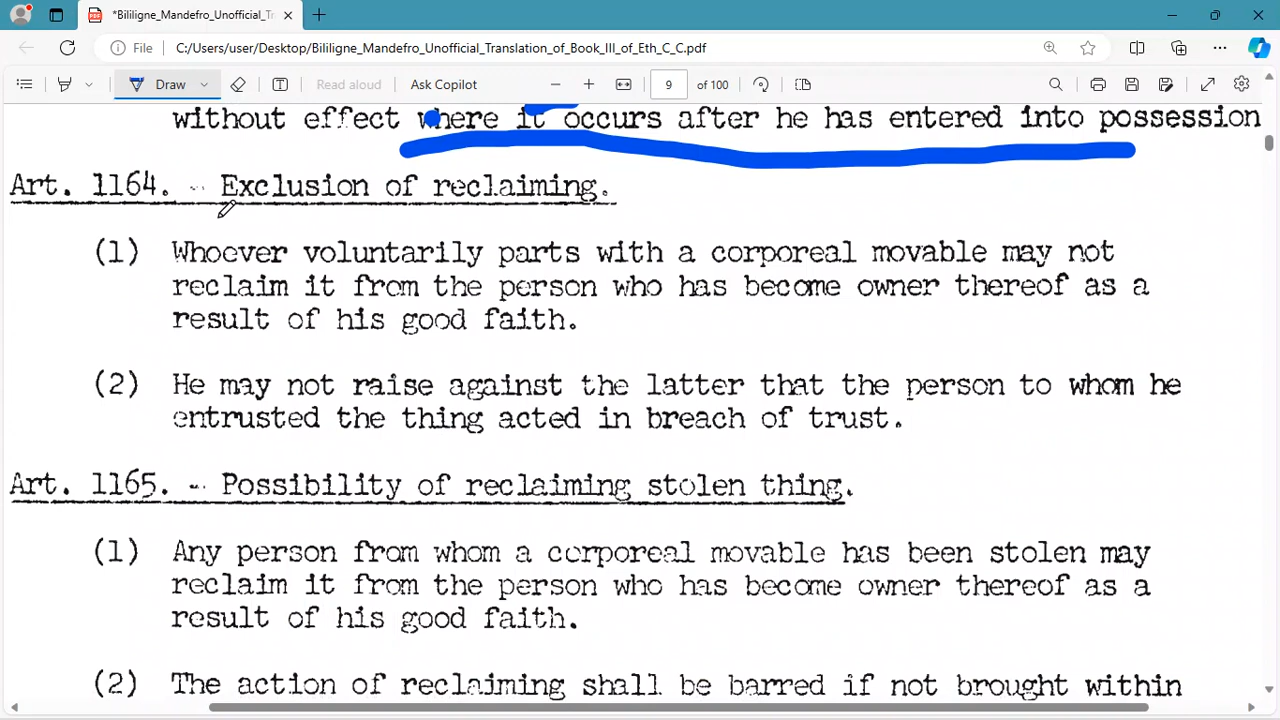 *Bililigne_Mandefro_Unofficial_Tr
File
C:/Users/user/Desktop/Bililigne_Mandefro_Unofficial_Translation_of_Book_III_of_Eth_C_C.pdf
Draw
Read aloud
Ask Copilot
9
of 100
without effect where it occurs after he has entered into possession
Art. 1164. - Exclusion of reclaiming.
(1) Whoever voluntarily parts with a corporeal movable may not
reclaim it from the person who has become owner thereof as a
result of his good faith.
(2) He may not raise against the latter that the person to whom he
entrusted the thing acted in breach of trust.
Art. 1165. - Possibility of reclaiming stolen thing.
(1) Any person from whom a corporeal movable has been stolen may
reclaim it from the person who has become owner thereof as a
result of his good faith.
(2) The action of reclaiming shall be barred if not brought within